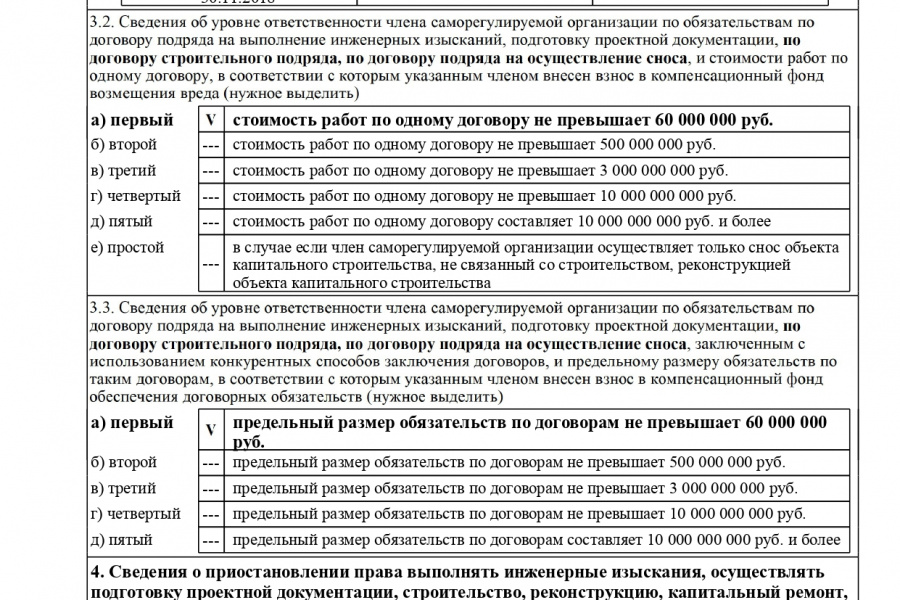 30.11.2018
3.2. Сведения об уровне ответственности члена саморегулируемой организации по обязательствам по
договору подряда на выполнение инженерных изысканий, подготовку проектной документации, по
договору строительного подряда, по договору подряда на осуществление сноса, и стоимости работ по
одному договору, в соответствии с которым указанным членом внесен взнос в компенсационный фонд
возмещения вреда (нужное выделить)
а) первый V стоимость работ по одному договору не превышает 60 000 000 руб.
б) второй --- стоимость работ по одному договору не превышает 500 000 000 руб.
в) третий --- стоимость работ по одному договору не превышает 3 000 000 000 руб.
г) четвертый --- стоимость работ по одному договору не превышает 10 000 000 000 руб.
д) пятый --- стоимость работ по одному договору составляет 10 000 000 000 руб. и более
е) простой --- в случае если член саморегулируемой организации осуществляет только снос объекта
капитального строительства, не связанный со строительством, реконструкцией
объекта капитального строительства
3.3. Сведения об уровне ответственности члена саморегулируемой организации по обязательствам по
договору подряда на выполнение инженерных изысканий, подготовку проектной документации, по
договору строительного подряда, по договору подряда на осуществление сноса, заключенным с
использованием конкурентных способов заключения договоров, и предельному размеру обязательств по
таким договорам, в соответствии с которым указанным членом внесен взнос в компенсационный фонд
обеспечения договорных обязательств (нужное выделить)
а) первый V предельный размер обязательств по договорам не превышает 60 000 000
руб.
б) второй --- предельный размер обязательств по договорам не превышает 500 000 000 руб.
в) третий --- предельный размер обязательств по договорам не превышает 3 000 000 000 руб.
г) четвертый --- предельный размер обязательств по договорам не превышает 10 000 000 000 руб.
д) пятый --- предельный размер обязательств по договорам составляет 10 000 000 000 руб. и более
4. Сведения о приостановлении права выполнять инженерные изыскания, осуществлять
подготовку проектной документации, строительство, реконструкцию, капитальный ремонт,